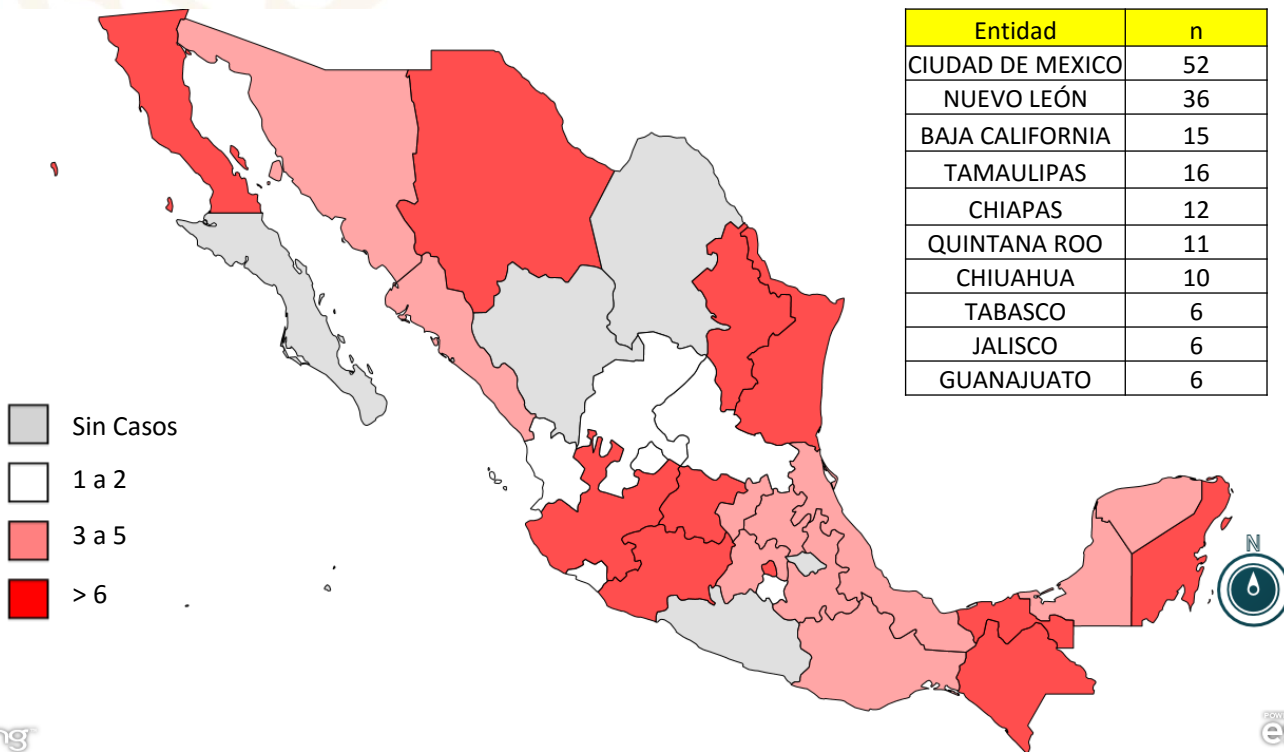 Entidad n
CIUDAD DE MEXICO 52
NUEVO LEÓN 36
BAJA CALIFORNIA 15
TAMAULIPAS 16
CHIAPAS 12
QUINTANA ROO 11
CHIUAHUA 10
TABASCO 6
JALISCO 6
GUANAJUATO 6
Sin Casos
1 a 2
3 a 5
> 6
N